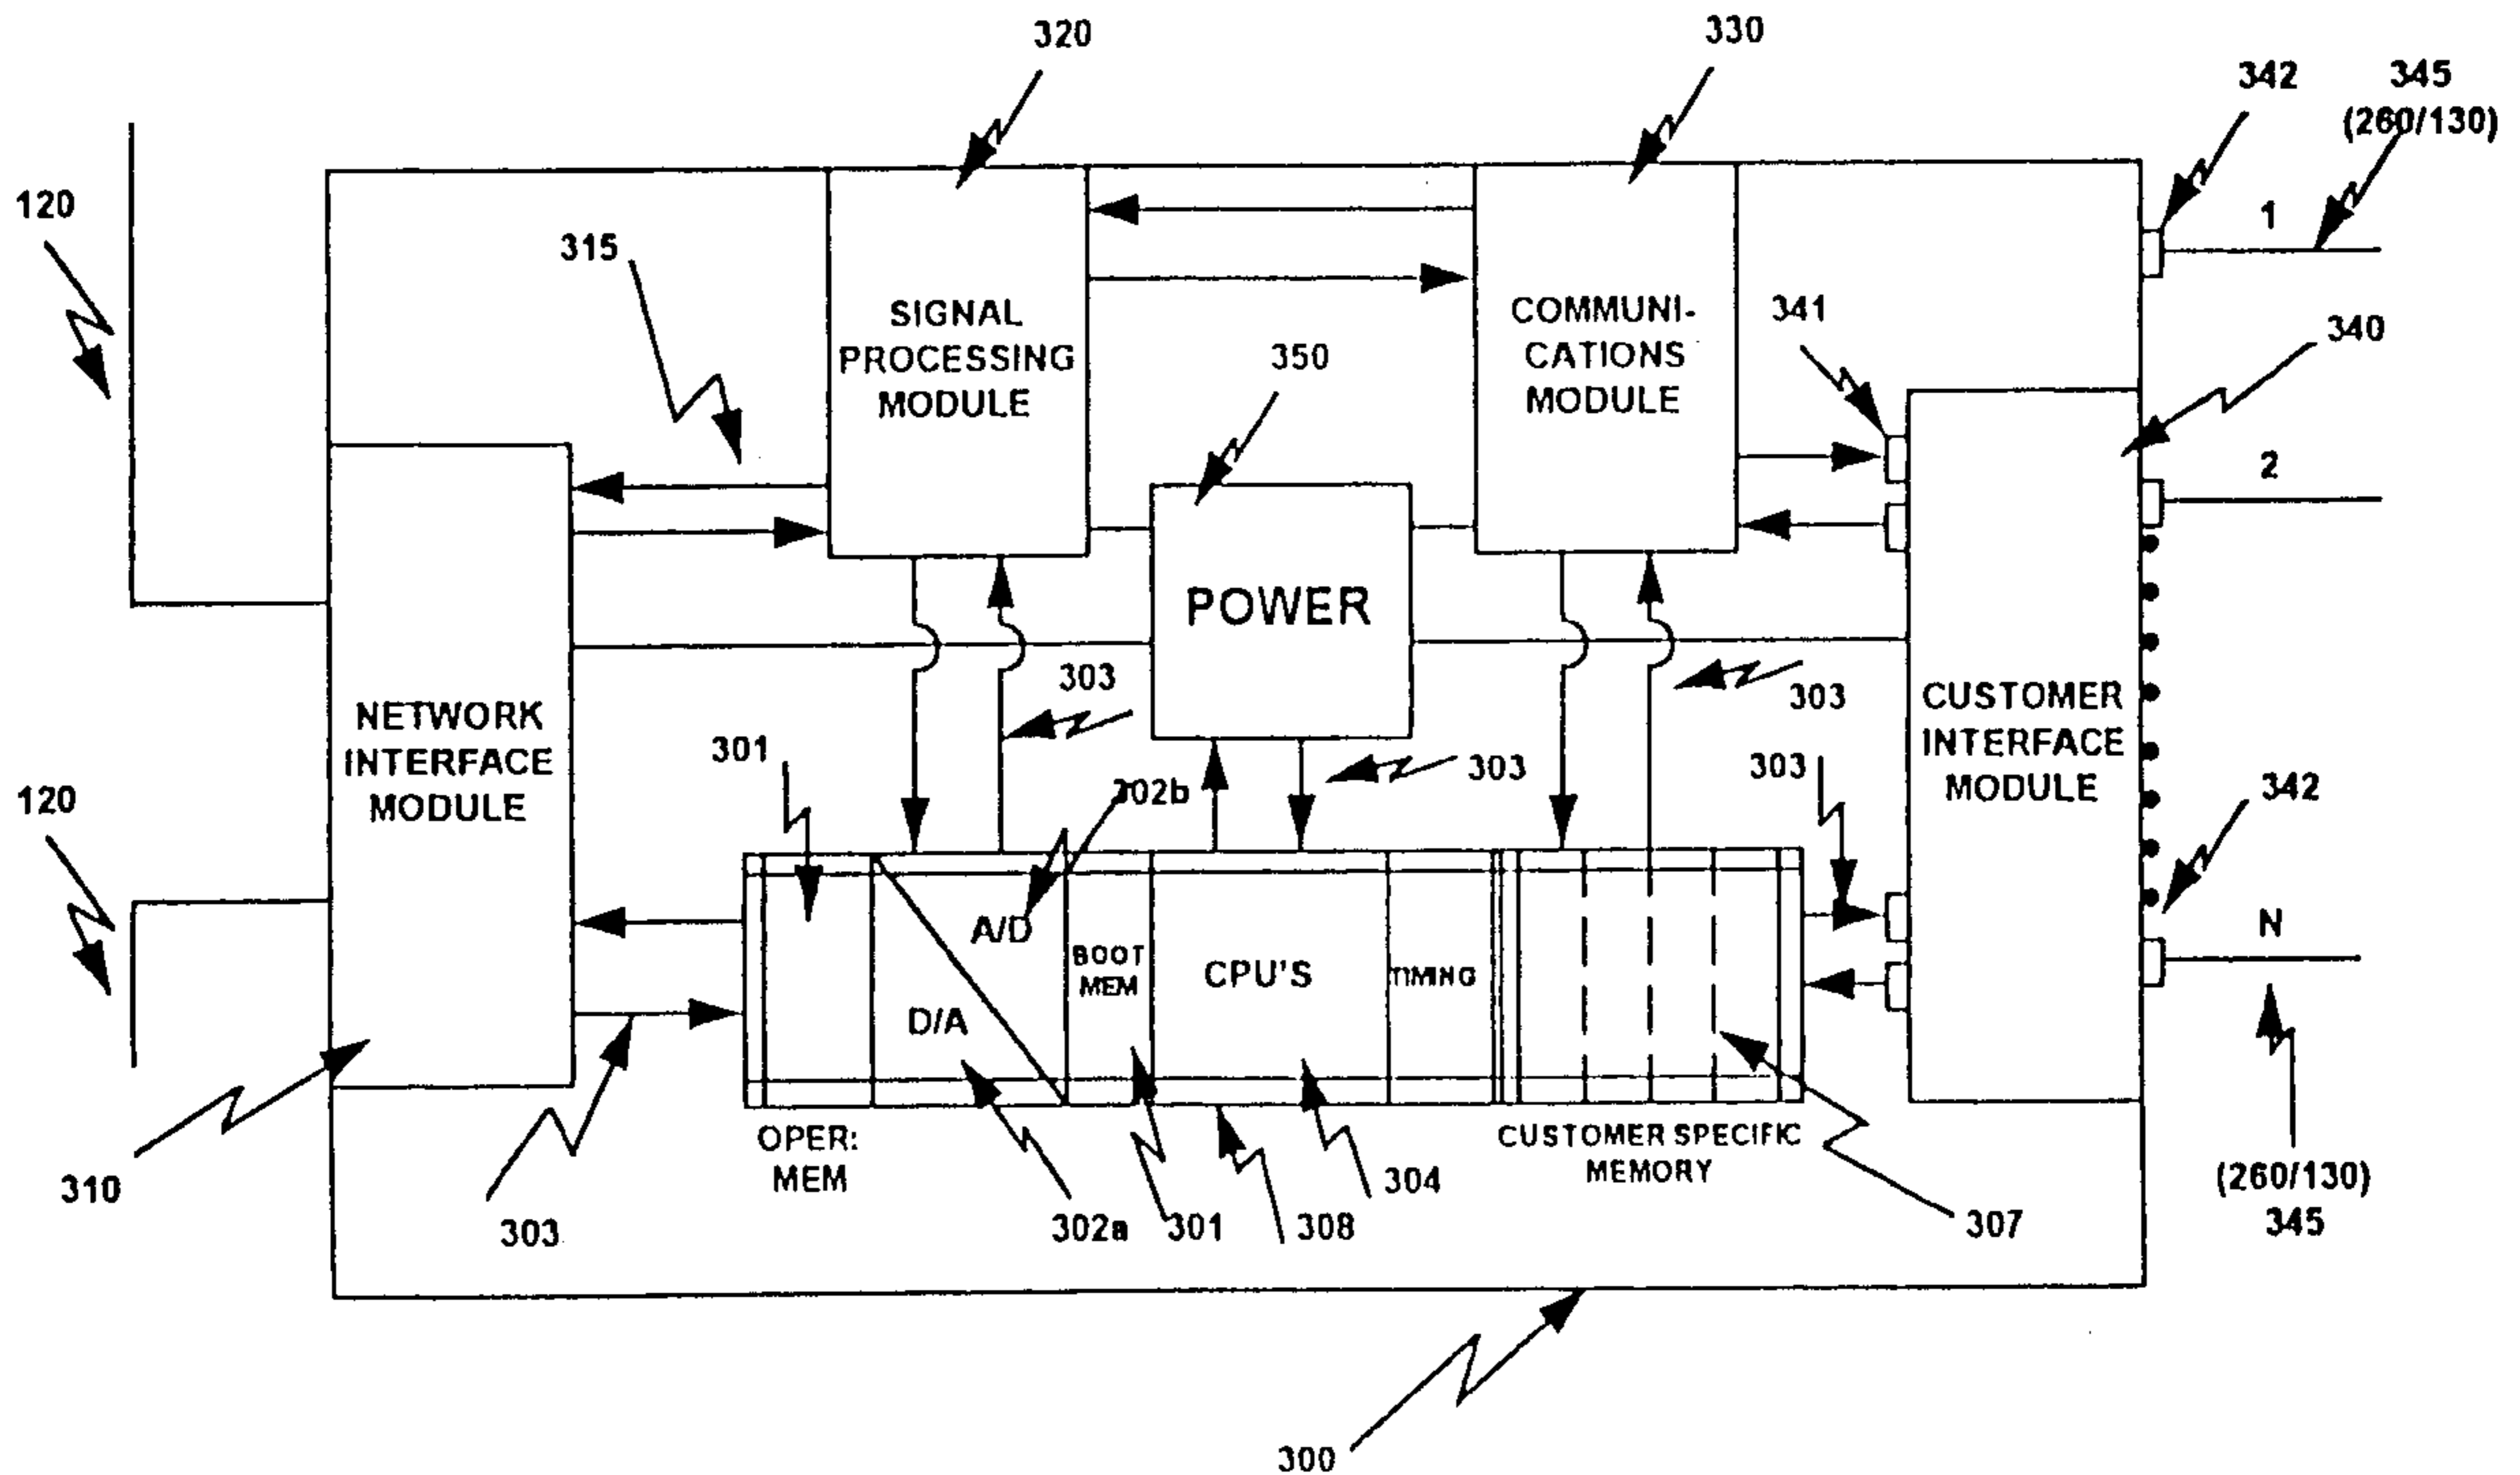 320
330
342
345
(260/130)
120
315
1
341
SIGNAL
PROCESSING
MODULE
COMMUNI-
CATIONS
MODULE
350
340
2
POWER
303
303
NETWORK
INTERFACE
MODULE
CUSTOMER
INTERFACE
MODULE
301
302b
303
303
120
342
A/D
BOOT
MEM
CPU'S
TIMING
D/A
N
OPER:
MEM
CUSTOMER SPECIFIC
MEMORY
310
303
302a
301
308
304
307
(260/130)
345
300